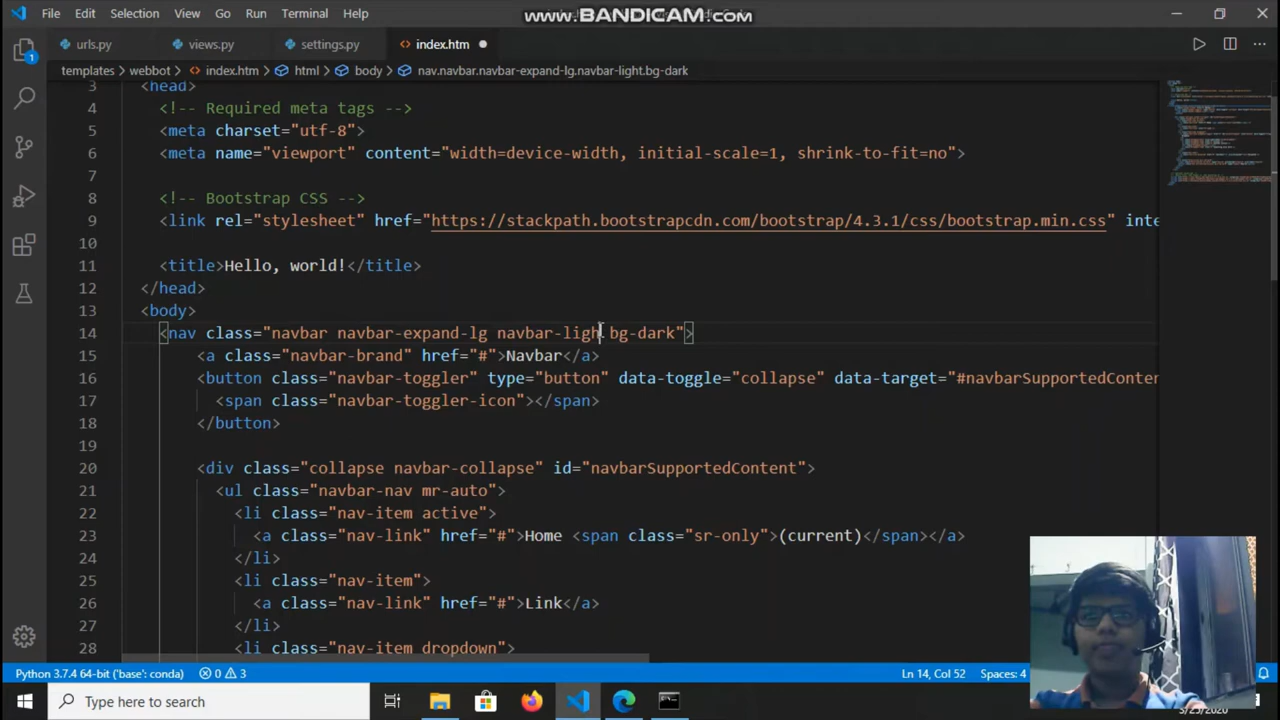 File Edit Selection View Go Run Terminal Help
www.BANDICAM.com
urls.py views.py settings.py index.htm
templates > webbot > index.htm > html > body > nav.navbar.navbar-expand-lg.navbar-light.bg-dark
3 <head>
4 <!-- Required meta tags -->
5 <meta charset="utf-8">
6 <meta name="viewport" content="width=device-width, initial-scale=1, shrink-to-fit=no">
7
8 <!-- Bootstrap CSS -->
9 <link rel="stylesheet" href="https://stackpath.bootstrapcdn.com/bootstrap/4.3.1/css/bootstrap.min.css" inte
10
11 <title>Hello, world!</title>
12 </head>
13 <body>
14 <nav class="navbar navbar-expand-lg navbar-ligh bg-dark">
15 <a class="navbar-brand" href="#">Navbar</a>
16 <button class="navbar-toggler" type="button" data-toggle="collapse" data-target="#navbarSupportedConter
17 <span class="navbar-toggler-icon"></span>
18 </button>
19
20 <div class="collapse navbar-collapse" id="navbarSupportedContent">
21 <ul class="navbar-nav mr-auto">
22 <li class="nav-item active">
23 <a class="nav-link" href="#">Home <span class="sr-only">(current)</span></a>
24 </li>
25 <li class="nav-item">
26 <a class="nav-link" href="#">Link</a>
27 </li>
28 <li class="nav-item dropdown">
1
Python 3.7.4 64-bit ('base': conda) 0 3 Ln 14, Col 52 Spaces: 4
Type here to search
3/25/2020